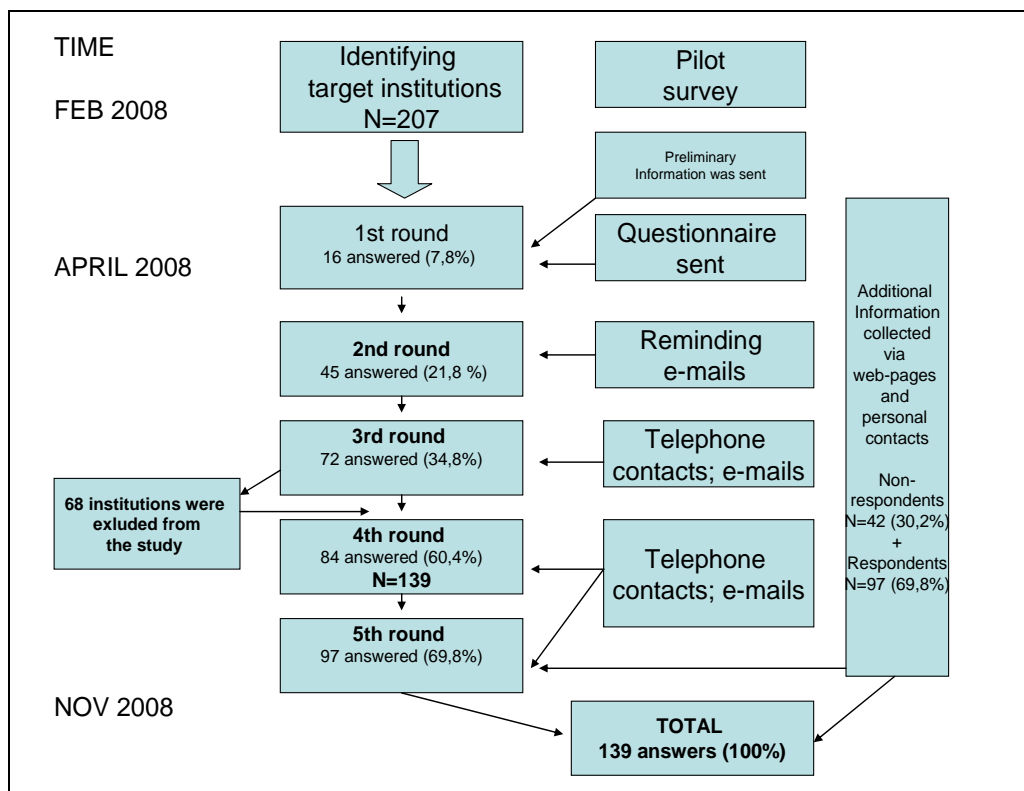 TIME
FEB 2008
Identifying
target institutions
N=207
Pilot
survey
Preliminary
Information was sent
APRIL 2008
1st round
16 answered (7,8%)
Questionnaire
sent
2nd round
45 answered (21,8 %)
Reminding
e-mails
3rd round
72 answered (34,8%)
Telephone
contacts; e-mails
68 institutions were
exluded from
the study
4th round
84 answered (60,4%)
N=139
Telephone
contacts; e-mails
5th round
97 answered (69,8%)
Additional
Information
collected
via
web-pages
and
personal
contacts
Non-
respondents
N=42 (30,2%)
+
Respondents
N=97 (69,8%)
NOV 2008
TOTAL
139 answers (100%)